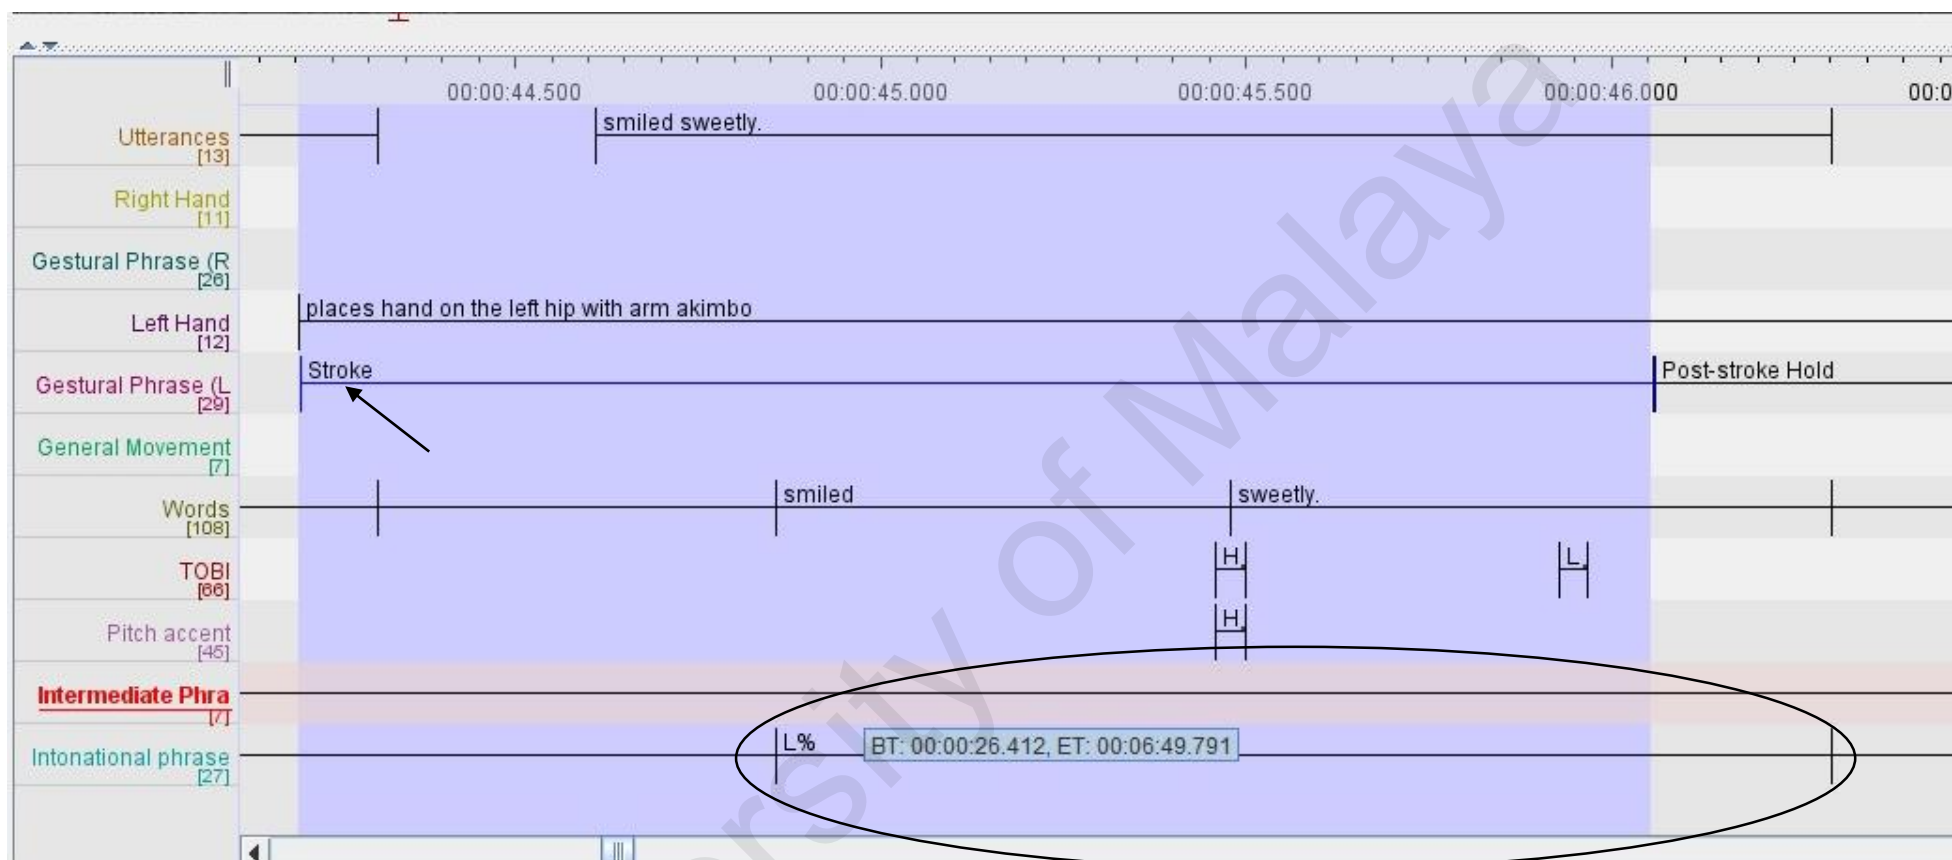 00:00:44.500 00:00:45.000 00:00:45.500 00:00:46.000 00:0
Utterances smiled sweetly.
[13]
Right Hand
[11]
Gestural Phrase (R
[26]
Left Hand places hand on the left hip with arm akimbo
[12]
Gestural Phrase (L Stroke Post-stroke Hold
[29]
General Movement
[7]
Words smiled sweetly.
[108]
TOBI H. L.
[66]
Pitch accent H.
[45]
Intermediate Phra
[7]
Intonational phrase L% BT: 00:00:26.412, ET: 00:06:49.791
[27]
ersity of Malaya